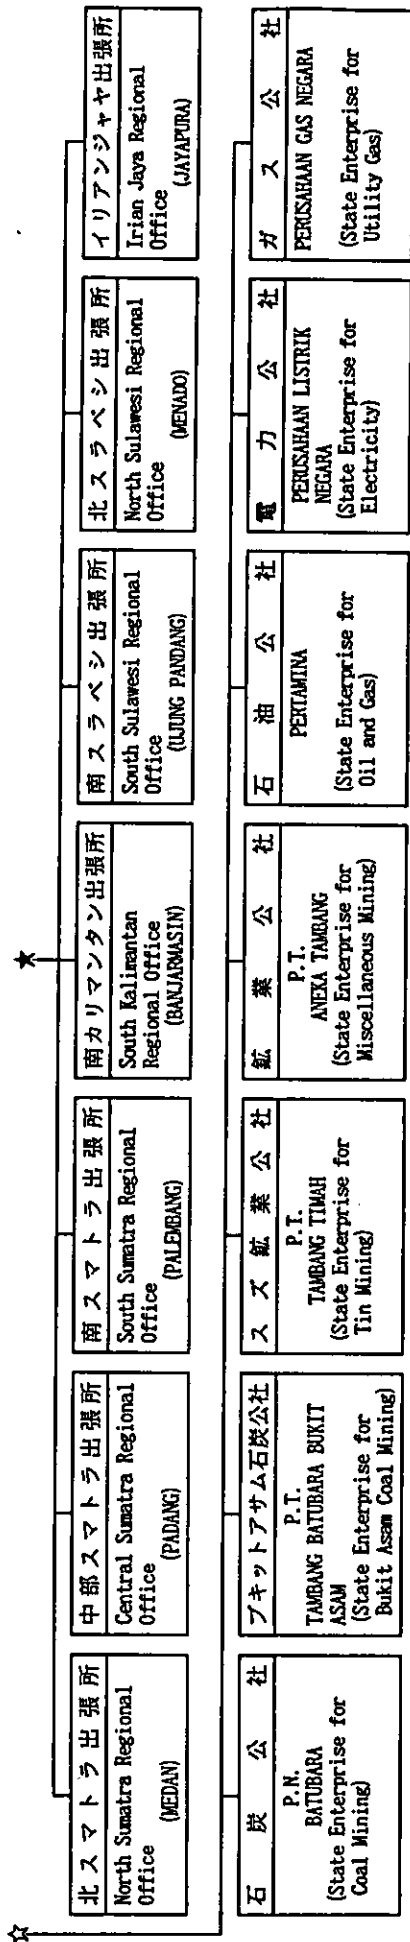 ☆
★
北スマトラ出張所
North Sumatra Regional
Office
(MEDAN)
中部スマトラ出張所
Central Sumatra Regional
Office
(PADANG)
南スマトラ出張所
South Sumatra Regional
Office
(PALEMBANG)
南カリマンタン出張所
South Kalimantan
Regional Office
(BANJARMASIN)
南スラベシ出張所
South Sulawesi Regional
Office
(UJUNG PANDANG)
北スラベシ出張所
North Sulawesi Regional
Office
(MENADO)
イリアンジャヤ出張所
Irian Jaya Regional
Office
(JAYAPURA)
石炭公社
P.N.
BATUBARA
(State Enterprise for
Coal Mining)
ブキットアサム石炭公社
P.T.
TAMBANG BATUBARA BUKIT
ASAM
(State Enterprise for
Bukit Asam Coal Mining)
スズ鉱業公社
P.T.
TAMBANG TIMAH
(State Enterprise for
Tin Mining)
鉱業公社
P.T.
ANEKA TAMBANG
(State Enterprise for
Miscellaneous Mining)
石油公社
PERTAMINA
(State Enterprise for
Oil and Gas)
電力公社
PERUSAHAAN LISTRIK
NEGARA
(State Enterprise for
Electricity)
ガス公社
PERUSAHAAN GAS NEGARA
(State Enterprise for
Utility Gas)